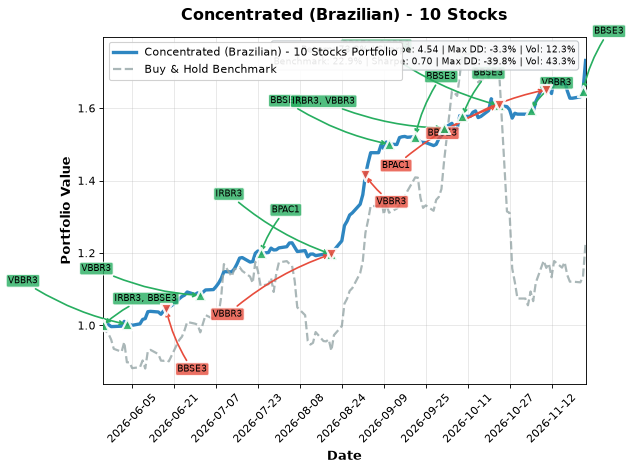 Concentrated (Brazilian) - 10 Stocks
Concentrated (Brazilian) - 10 Stocks Portfolio
Buy & Hold Benchmark
4.54 | Max DD: -3.3% | Vol: 12.3%
Benchmark: 22.9% | Sharpe: 0.70 | Max DD: -39.8% | Vol: 43.3%
BBSE3
BBSE3
BBSE3
VBBR3
IRBR3, VBBR3
BBSE3
BPAC1
VBBR3
IRBR3
BPAC1
VBBR3
VBBR3
IRBR3, BBSE3
VBBR3
BBSE3
Portfolio Value
1.6
1.4
1.2
1.0
2026-06-05
2026-06-21
2026-07-07
2026-07-23
2026-08-08
2026-08-24
2026-09-09
2026-09-25
2026-10-11
2026-10-27
2026-11-12
Date